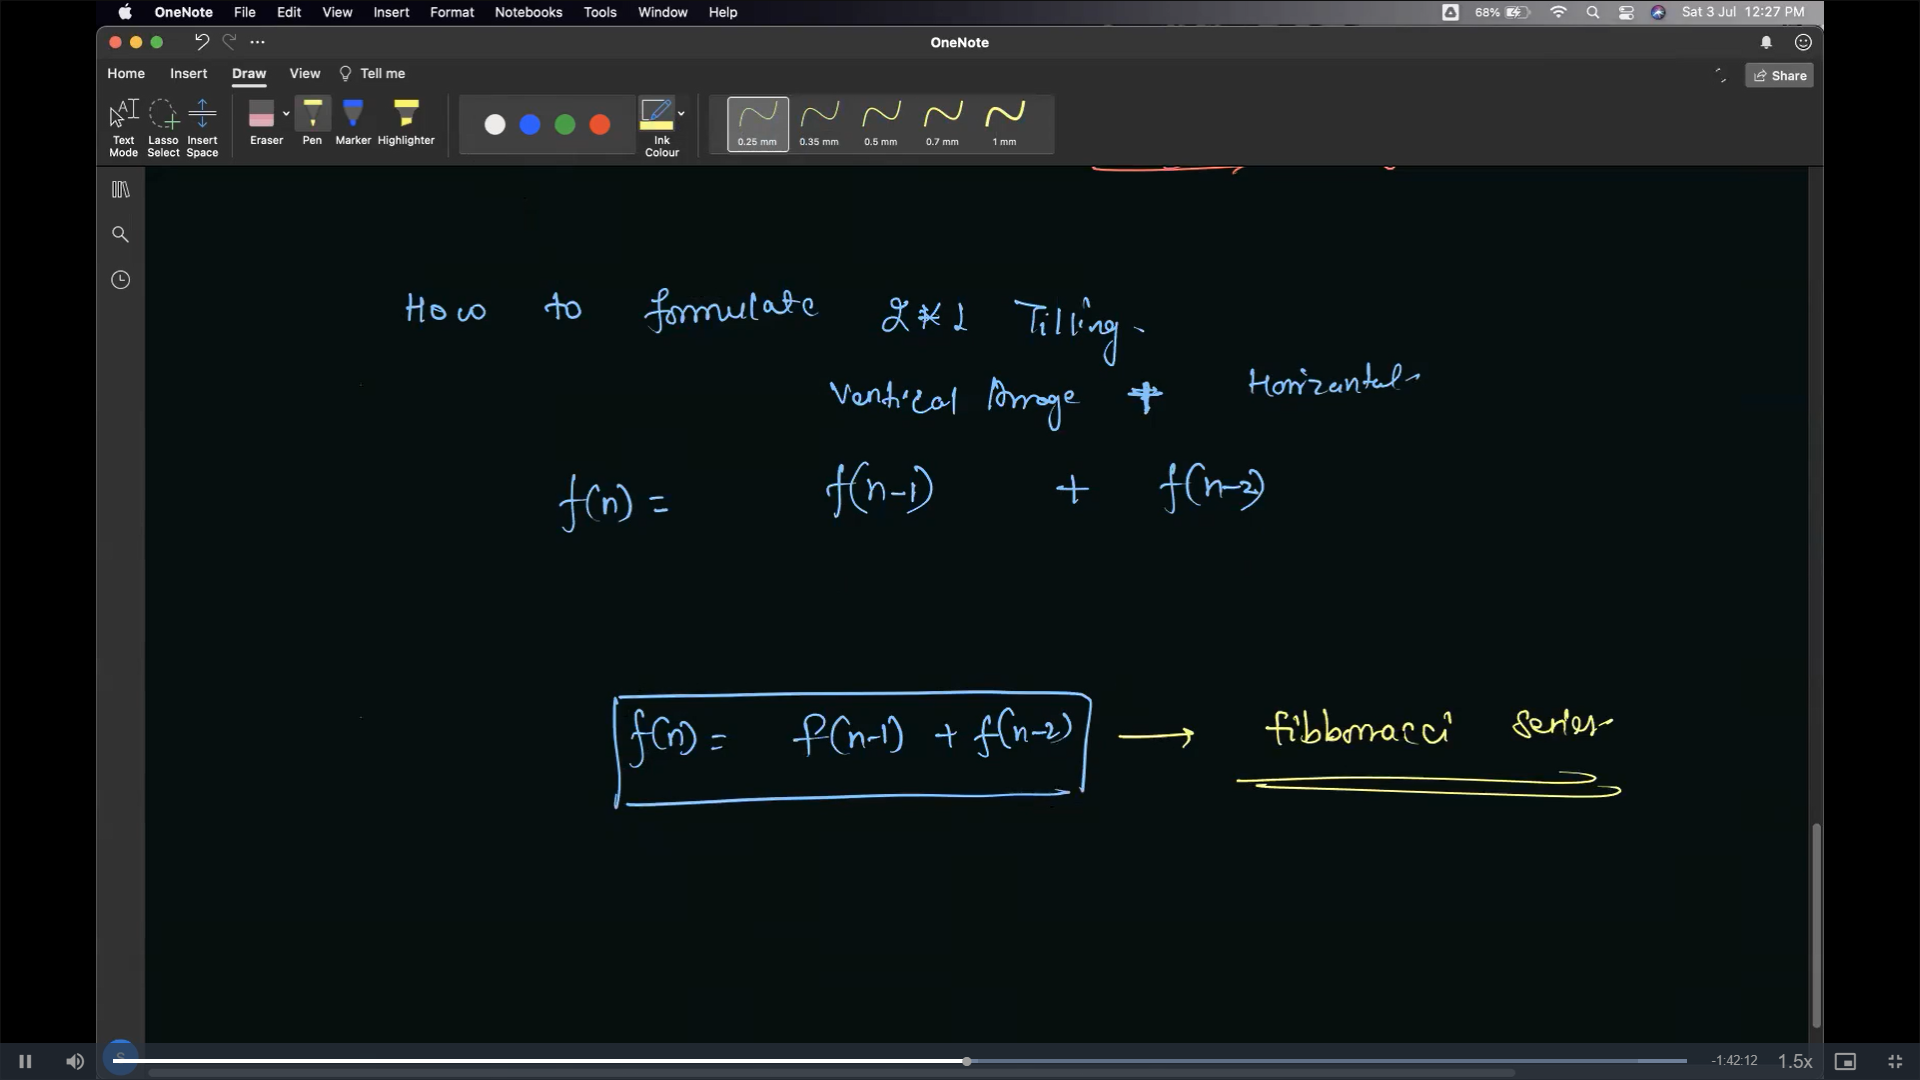 OneNote File Edit View Insert Format Notebooks Tools Window Help 68% Sat 3 Jul 12:27 PM
OneNote
Home Insert Draw View Tell me Share
Text Mode Lasso Select Insert Space Eraser Pen Marker Highlighter Ink Colour 0.25 mm 0.35 mm 0.5 mm 0.7 mm 1 mm
How to formulate 2*1 Tilling.
Vertical Arrage + Horizantal.
f(n) = f(n-1) + f(n-2)
f(n) = f(n-1) + f(n-2) → fibbonacci series.
S -1:42:12 1.5x